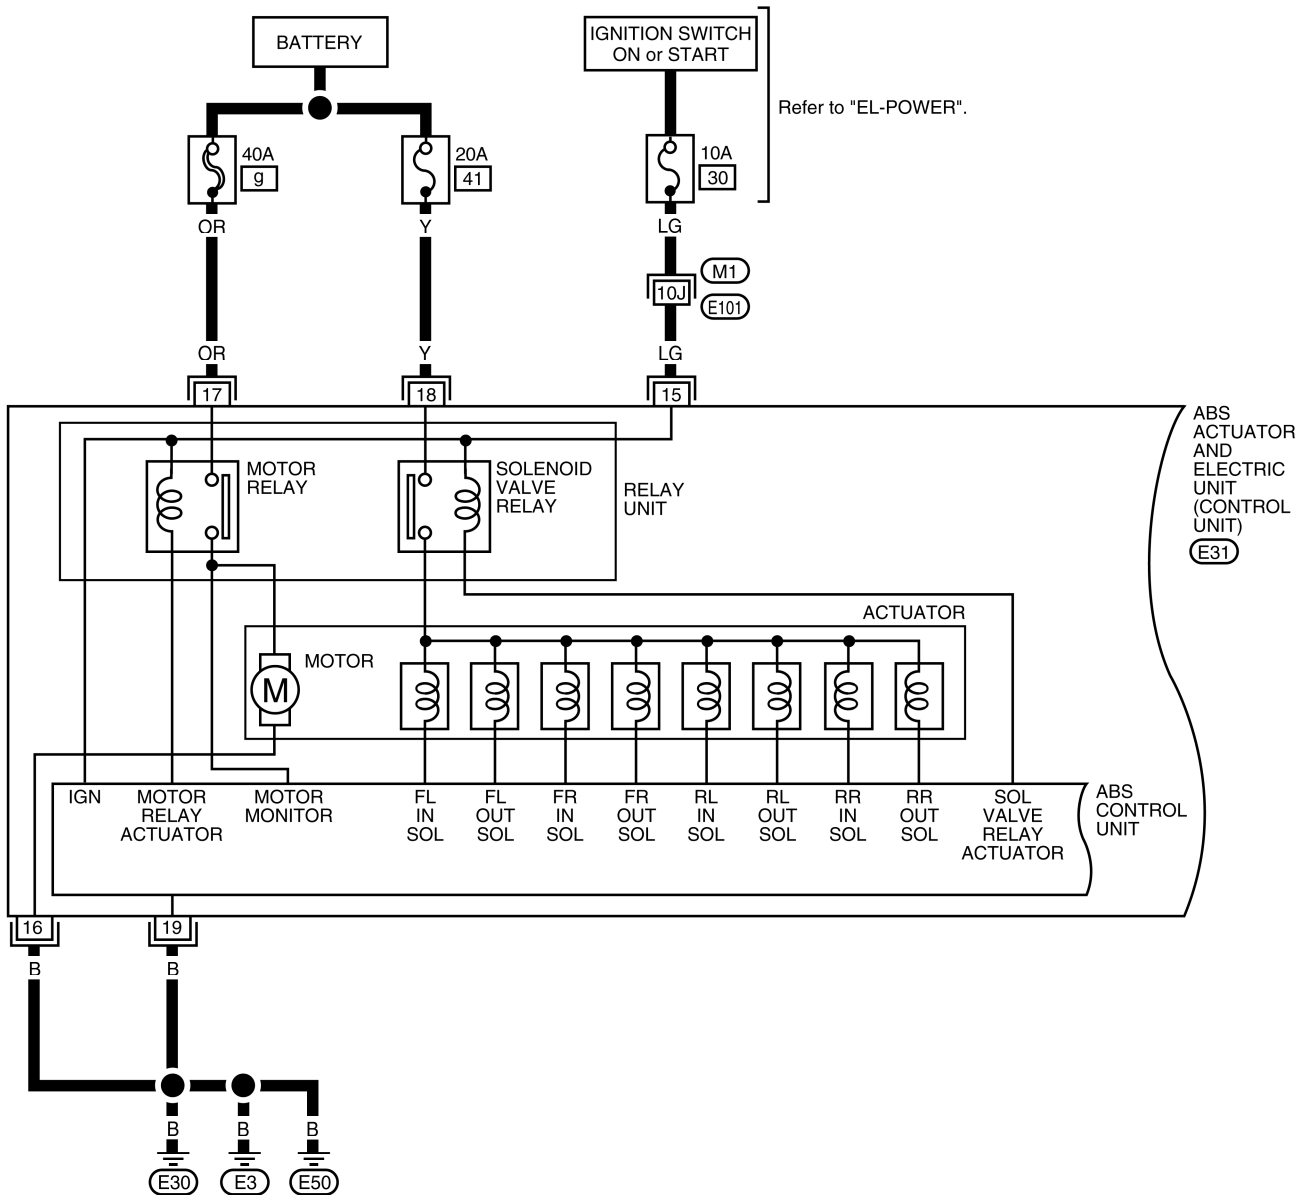 BATTERY
IGNITION SWITCH
ON or START
Refer to "EL-POWER".
40A
g
20A
41
10A
30
OR
Y
LG
M1
10J
E101
OR
Y
LG
17
18
15
ABS
ACTUATOR
AND
ELECTRIC
UNIT
(CONTROL
UNIT)
E31
MOTOR
RELAY
SOLENOID
VALVE
RELAY
RELAY
UNIT
ACTUATOR
MOTOR
M
IGN
MOTOR
RELAY
ACTUATOR
MOTOR
MONITOR
FL
IN
SOL
FL
OUT
SOL
FR
IN
SOL
FR
OUT
SOL
RL
IN
SOL
RL
OUT
SOL
RR
IN
SOL
RR
OUT
SOL
SOL
VALVE
RELAY
ACTUATOR
ABS
CONTROL
UNIT
16
19
B
B
B
B
B
E30
E3
E50